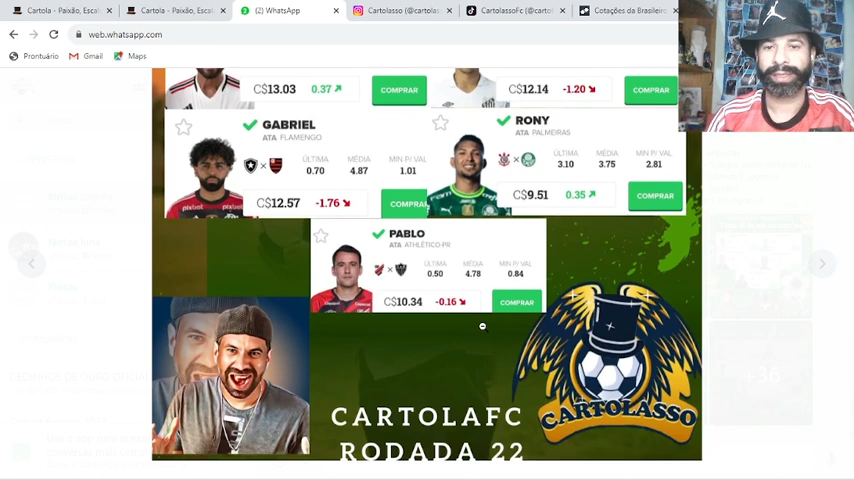 Cartola - Paixão, Escal
Cartola - Paixão, Escal
(2) WhatsApp
Cartolasso (@cartolas
CartolassoFc (@cartol
Cotações da Brasileiro
web.whatsapp.com
Prontuário
Gmail
Maps
C$13.03 0.37 COMPRAR
C$12.14 -1.20 COMPRAR
GABRIEL
ATA FLAMENGO
ÚLTIMA MÉDIA MIN P/ VAL
0.70 4.87 1.01
C$12.57 -1.76 COMPRAR
RONY
ATA PALMEIRAS
ÚLTIMA MÉDIA MIN P/ VAL
3.10 3.75 2.81
C$9.51 0.35 COMPRAR
PABLO
ATA ATHLÉTICO-PR
ÚLTIMA MÉDIA MIN P/ VAL
0.50 4.78 0.84
C$10.34 -0.16 COMPRAR
CARTOLASSO
CARTOLAFC
RODADA 22
+36